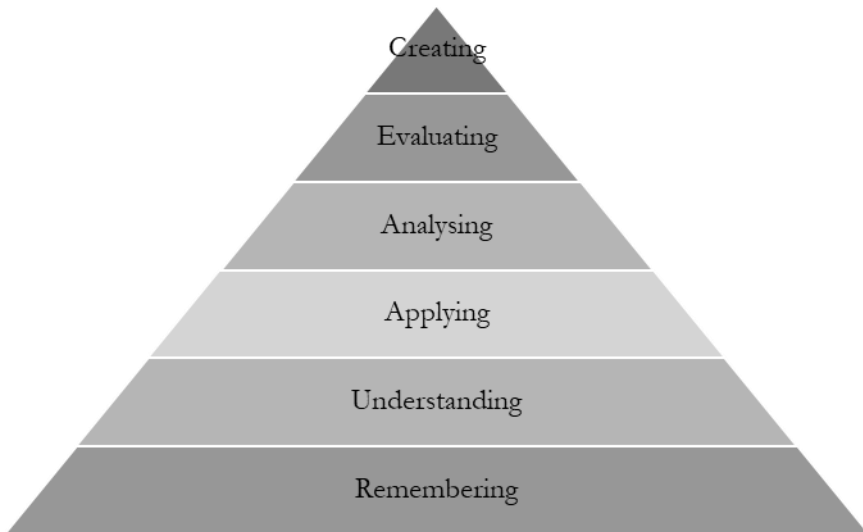 Creating
Evaluating
Analysing
Applying
Understanding
Remembering